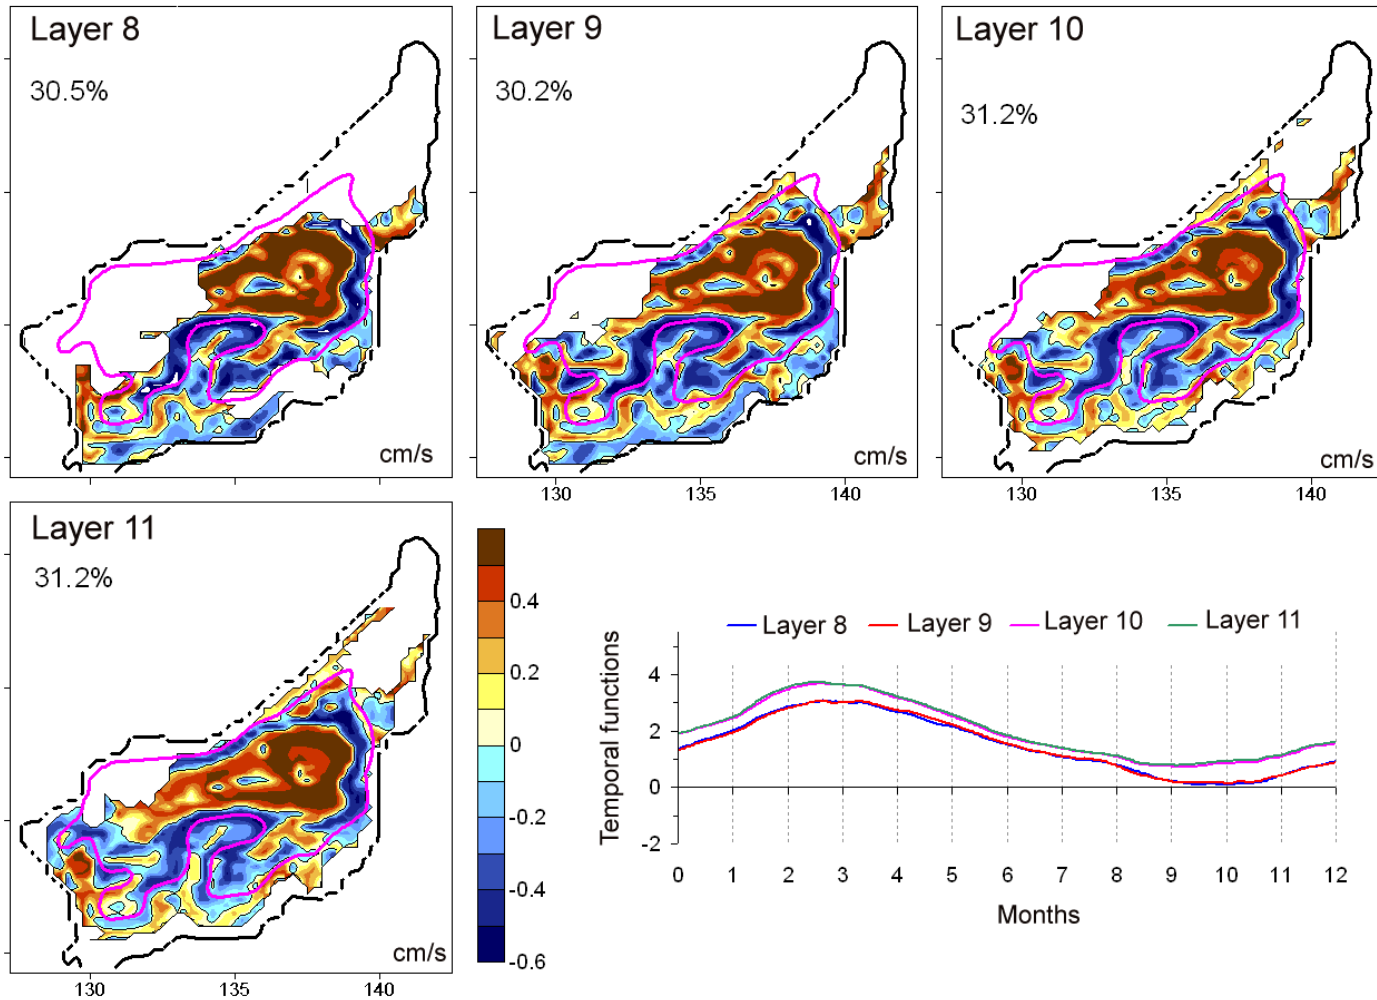 Layer 8
30.5%
cm/s
Layer 9
30.2%
cm/s
130 135 140
Layer 10
31.2%
cm/s
130 135 140
Layer 11
31.2%
cm/s
130 135 140
0.4
0.2
0
-0.2
-0.4
-0.6
Layer 8 Layer 9 Layer 10 Layer 11
Temporal functions
4
2
0
-2
0 1 2 3 4 5 6 7 8 9 10 11 12
Months